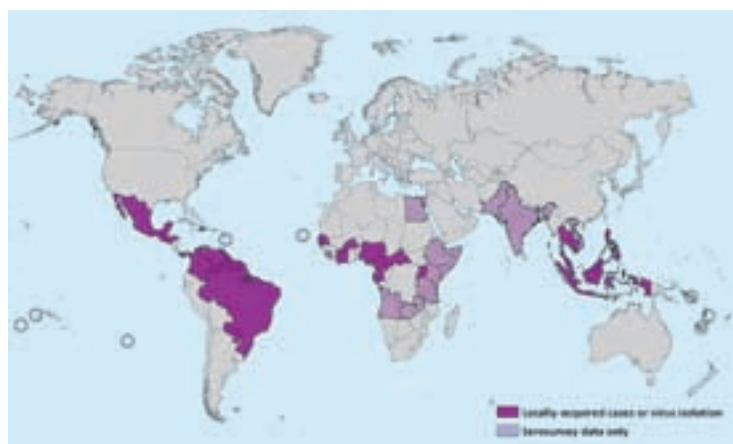 Locally acquired cases or virus isolation
Serosurvey data only